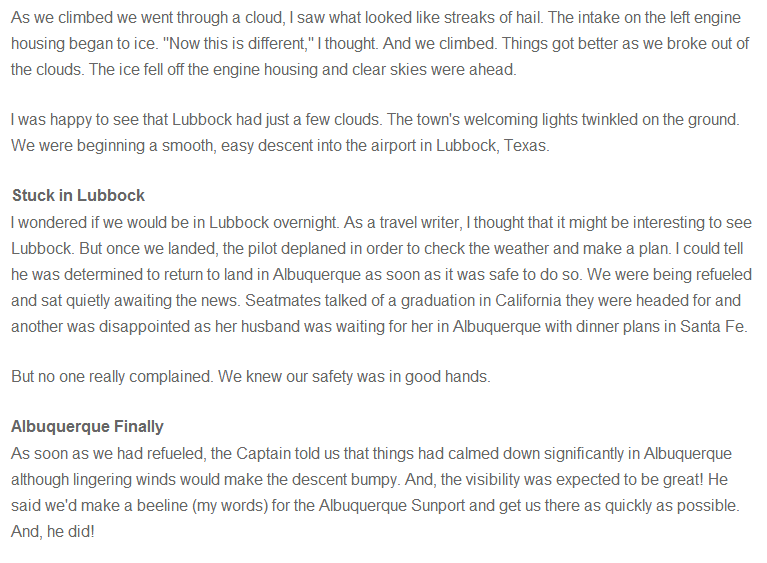 As we climbed we went through a cloud, I saw what looked like streaks of hail. The intake on the left engine
housing began to ice. "Now this is different," I thought. And we climbed. Things got better as we broke out of
the clouds. The ice fell off the engine housing and clear skies were ahead.
I was happy to see that Lubbock had just a few clouds. The town's welcoming lights twinkled on the ground.
We were beginning a smooth, easy descent into the airport in Lubbock, Texas.
Stuck in Lubbock
I wondered if we would be in Lubbock overnight. As a travel writer, I thought that it might be interesting to see
Lubbock. But once we landed, the pilot deplaned in order to check the weather and make a plan. I could tell
he was determined to return to land in Albuquerque as soon as it was safe to do so. We were being refueled
and sat quietly awaiting the news. Seatmates talked of a graduation in California they were headed for and
another was disappointed as her husband was waiting for her in Albuquerque with dinner plans in Santa Fe.
But no one really complained. We knew our safety was in good hands.
Albuquerque Finally
As soon as we had refueled, the Captain told us that things had calmed down significantly in Albuquerque
although lingering winds would make the descent bumpy. And, the visibility was expected to be great! He
said we'd make a beeline (my words) for the Albuquerque Sunport and get us there as quickly as possible.
And, he did!